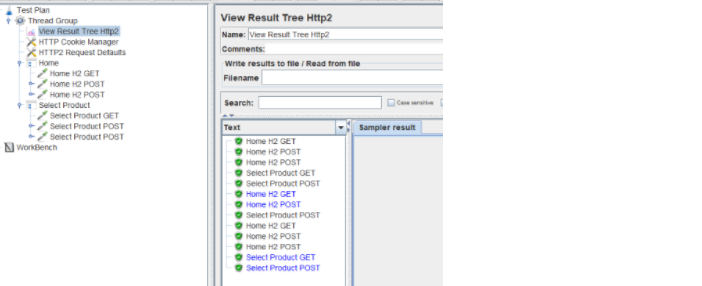 Test Plan
Thread Group
View Result Tree Http2
HTTP Cookie Manager
HTTP2 Request Defaults
Home
Home H2 GET
Home H2 POST
Home H2 POST
Select Product
Select Product GET
Select Product POST
Select Product POST
WorkBench
View Result Tree Http2
Name: View Result Tree Http2
Comments:
Write results to file / Read from file
Filename
Search: Case sensitive
Text
Sampler result
Home H2 GET
Home H2 POST
Home H2 POST
Select Product GET
Select Product POST
Home H2 GET
Home H2 POST
Select Product POST
Home H2 GET
Home H2 POST
Home H2 POST
Select Product GET
Select Product POST